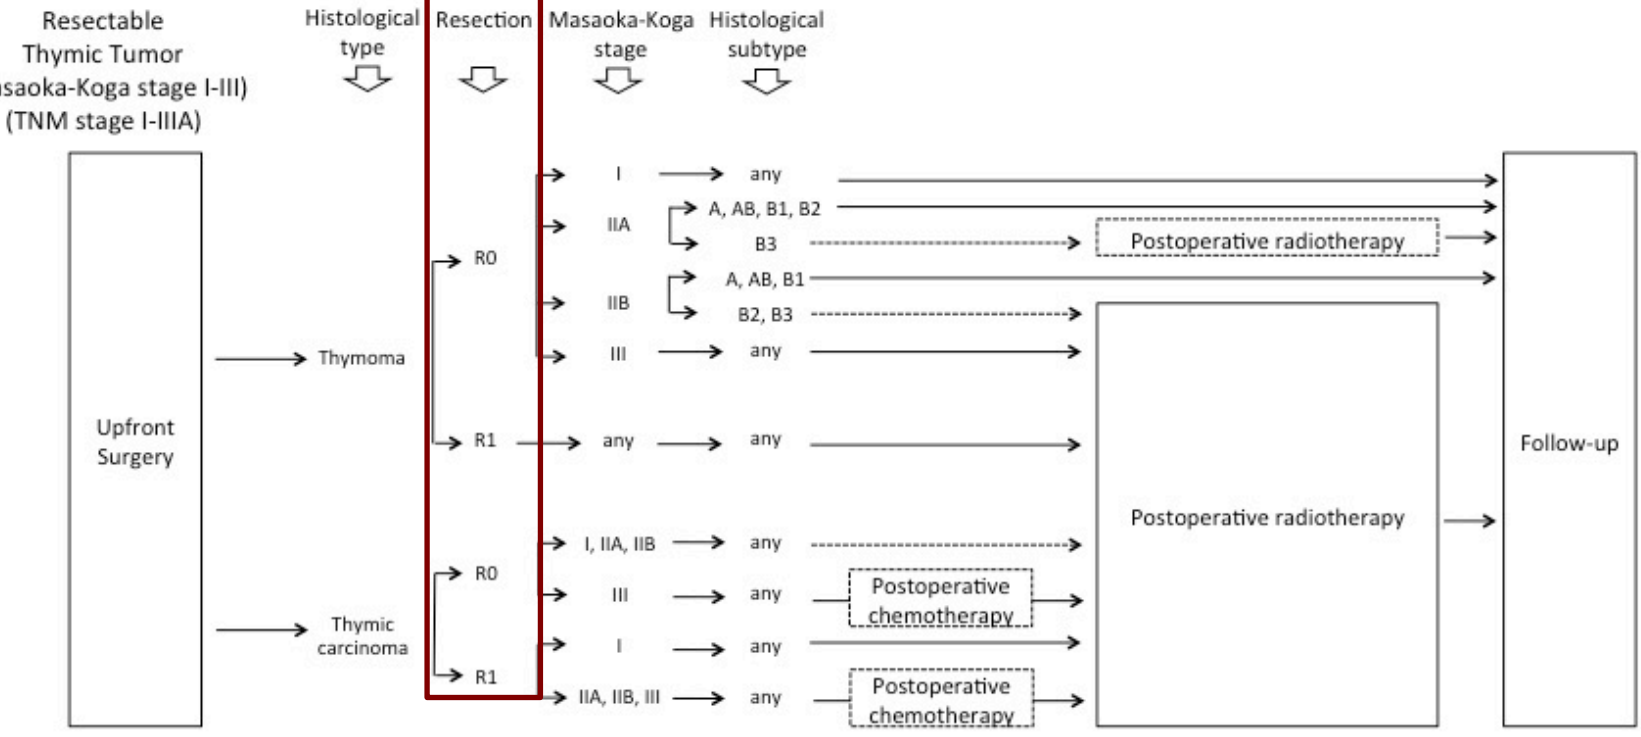 Resectable
Thymic Tumor
saoka-Koga stage I-III)
(TNM stage I-IIIA)
Histological
type
Resection
Masaoka-Koga
stage
Histological
subtype
Upfront
Surgery
Thymoma
R0
I
any
IIA
A, AB, B1, B2
B3
Postoperative radiotherapy
IIB
A, AB, B1
B2, B3
III
any
R1
any
any
Thymic
carcinoma
R0
I, IIA, IIB
any
III
any
Postoperative
chemotherapy
R1
I
any
IIA, IIB, III
any
Postoperative
chemotherapy
Postoperative radiotherapy
Follow-up